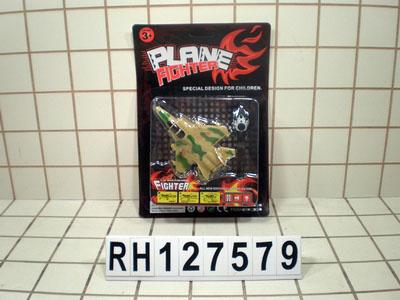 3+
PLANE
FIGHTER
SPECIAL DESIGN FOR CHILDREN.
FIGHTER
RH127579